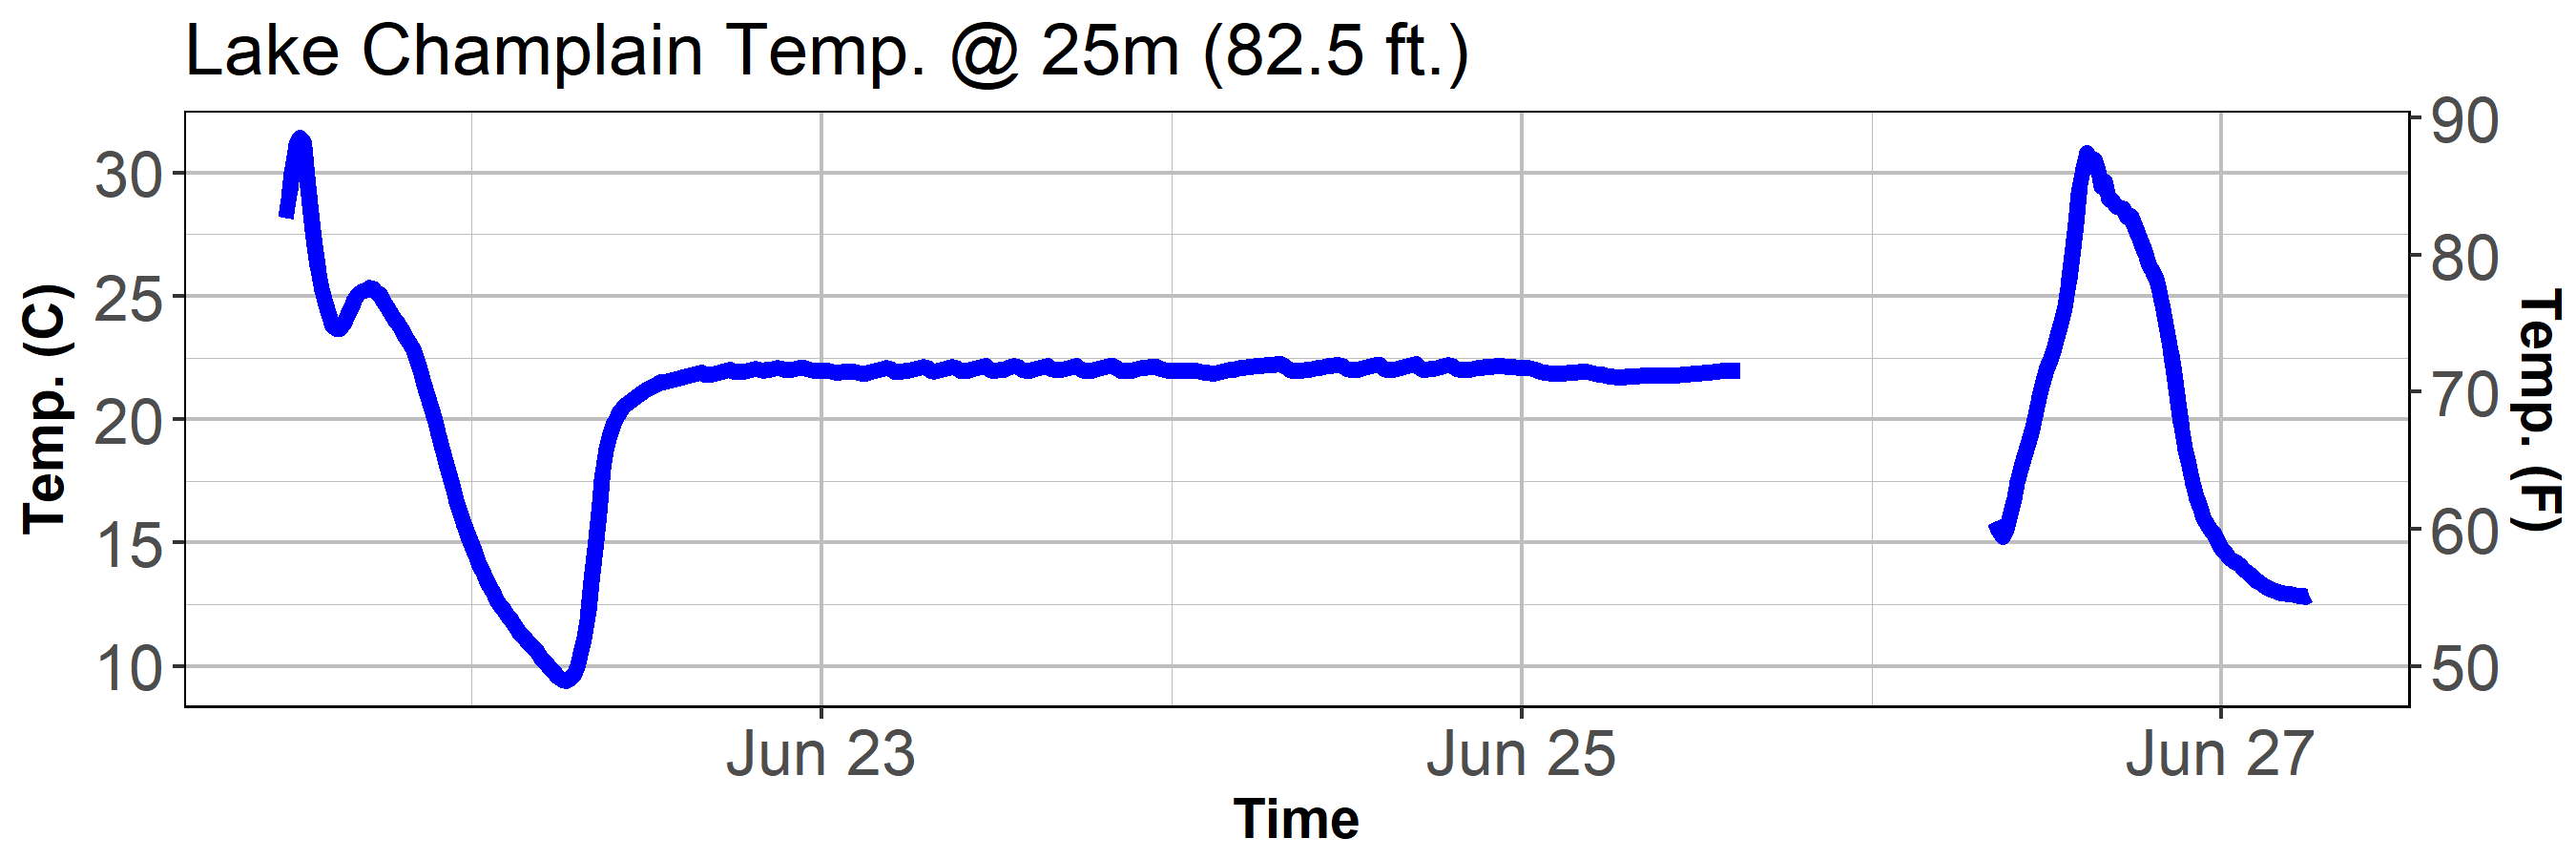 Lake Champlain Temp. @ 25m (82.5 ft.)
Temp. (C)
30
25
20
15
10
90
80
70
60
50
Temp. (F)
Jun 23
Jun 25
Jun 27
Time